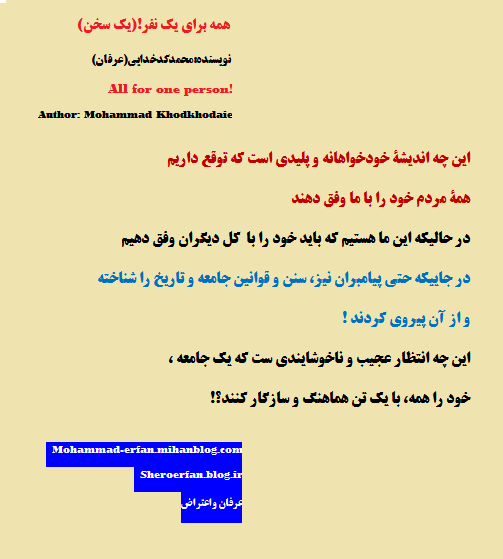 همه برای یک نفر!(یک سخن)
نویسنده:محمدکدخدایی(عرفان)
All for one person!
Author: Mohammad Khodkhodaie
این چه اندیشهٔ خودخواهانه و پلیدی است که توقع داریم
همهٔ مردم خود را با ما وفق دهند
در حالیکه این ما هستیم که باید خود را با کل دیگران وفق دهیم
در جاییکه حتی پیامبران نیز، سنن و قوانین جامعه و تاریخ را شناخته
و از آن پیروی کردند !
این چه انتظار عجیب و ناخوشایندی ست که یک جامعه ،
خود را همه، با یک تن هماهنگ و سازگار کنند؟!
Mohammad-erfan.mihanblog.com
Sheroerfan.blog.ir
عرفان واعتراض